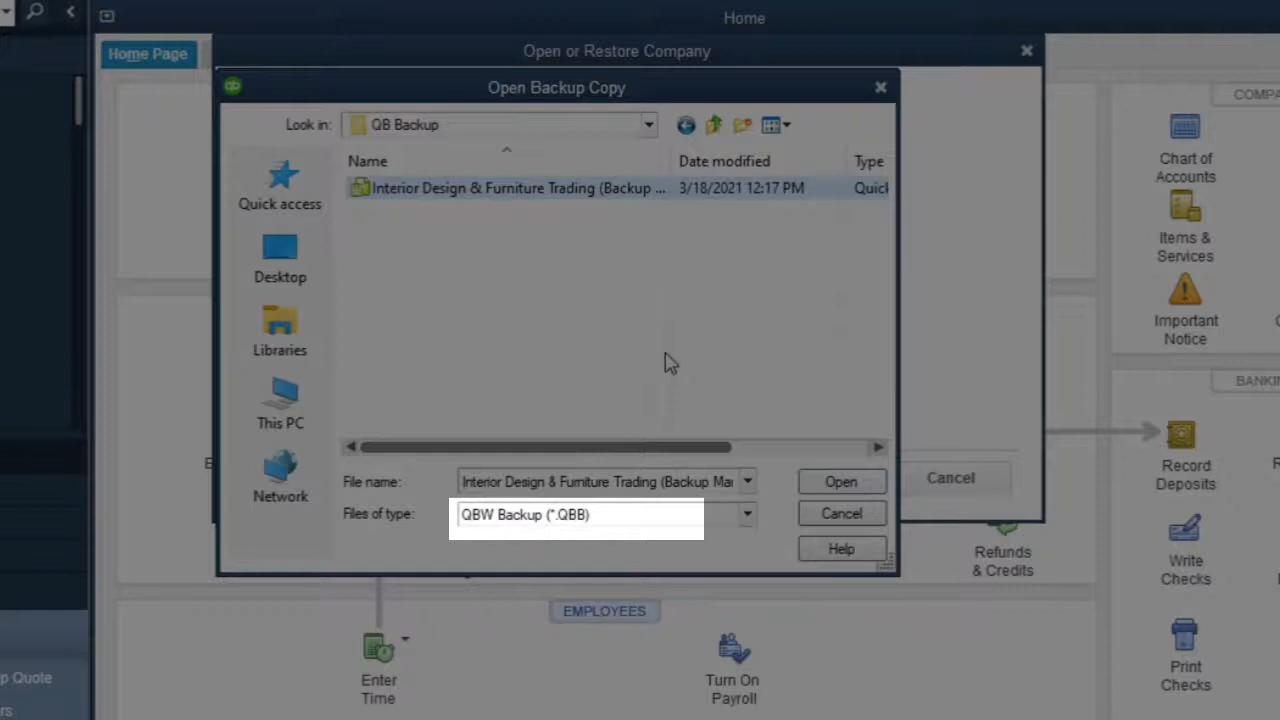 Home
Home Page
Open or Restore Company
Open Backup Copy
Look in:
QB Backup
Name
Date modified
Type
Interior Design & Furniture Trading (Backup ...
3/18/2021 12:17 PM
Quick access
Desktop
Libraries
This PC
Network
File name:
Interior Design & Furniture Trading (Backup Mar
Open
Files of type:
QBW Backup (*.QBB)
Cancel
Help
Cancel
Chart of
Accounts
Items &
Services
Important
Notice
Record
Deposits
Refunds
& Credits
Write
Checks
Print
Checks
EMPLOYEES
Enter
Time
Turn On
Payroll
Quote